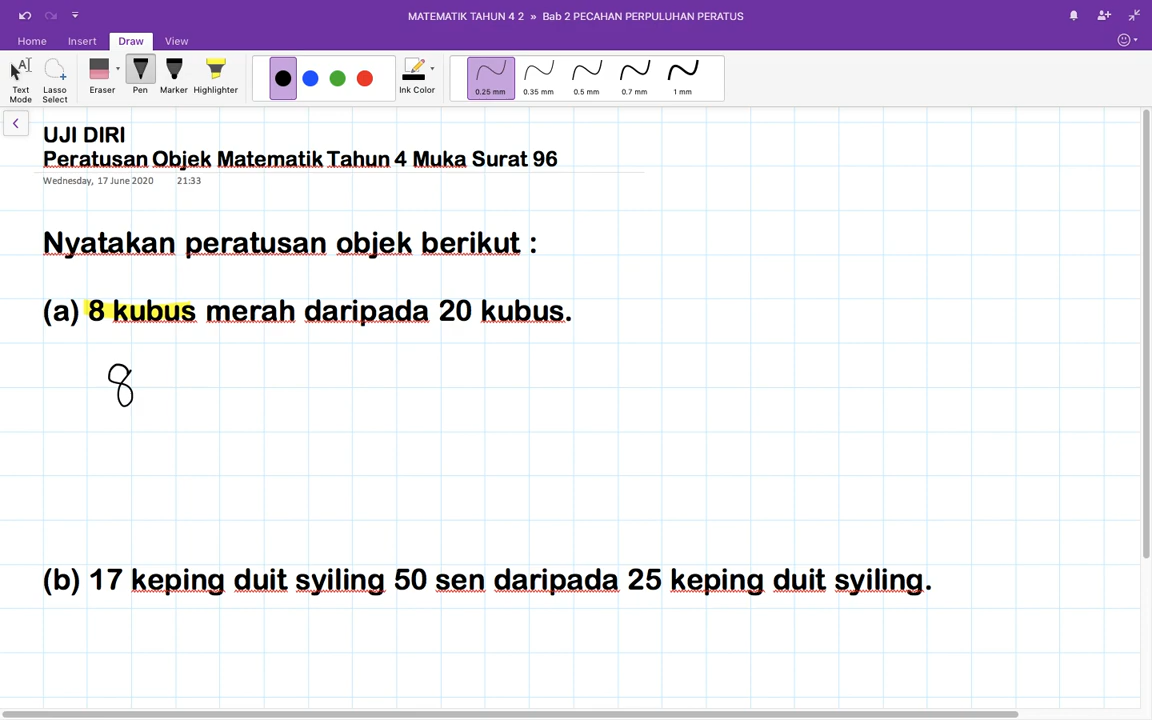 MATEMATIK TAHUN 4 2 » Bab 2 PECAHAN PERPULUHAN PERATUS
Home Insert Draw View
Text Mode Lasso Select Eraser Pen Marker Highlighter Ink Color 0.25 mm 0.35 mm 0.5 mm 0.7 mm 1 mm
UJI DIRI
Peratusan Objek Matematik Tahun 4 Muka Surat 96
Wednesday, 17 June 2020 21:33
Nyatakan peratusan objek berikut :
(a) 8 kubus merah daripada 20 kubus.
8
(b) 17 keping duit syiling 50 sen daripada 25 keping duit syiling.